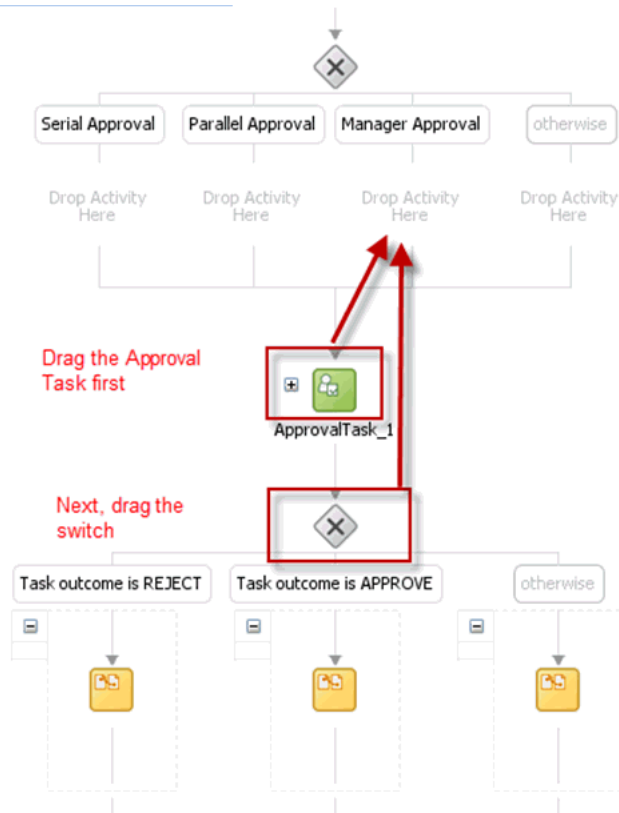 Serial Approval
Parallel Approval
Manager Approval
otherwise
Drop Activity
Here
Drop Activity
Here
Drop Activity
Here
Drop Activity
Here
Drag the Approval
Task first
ApprovalTask_1
Next, drag the
switch
Task outcome is REJECT
Task outcome is APPROVE
otherwise